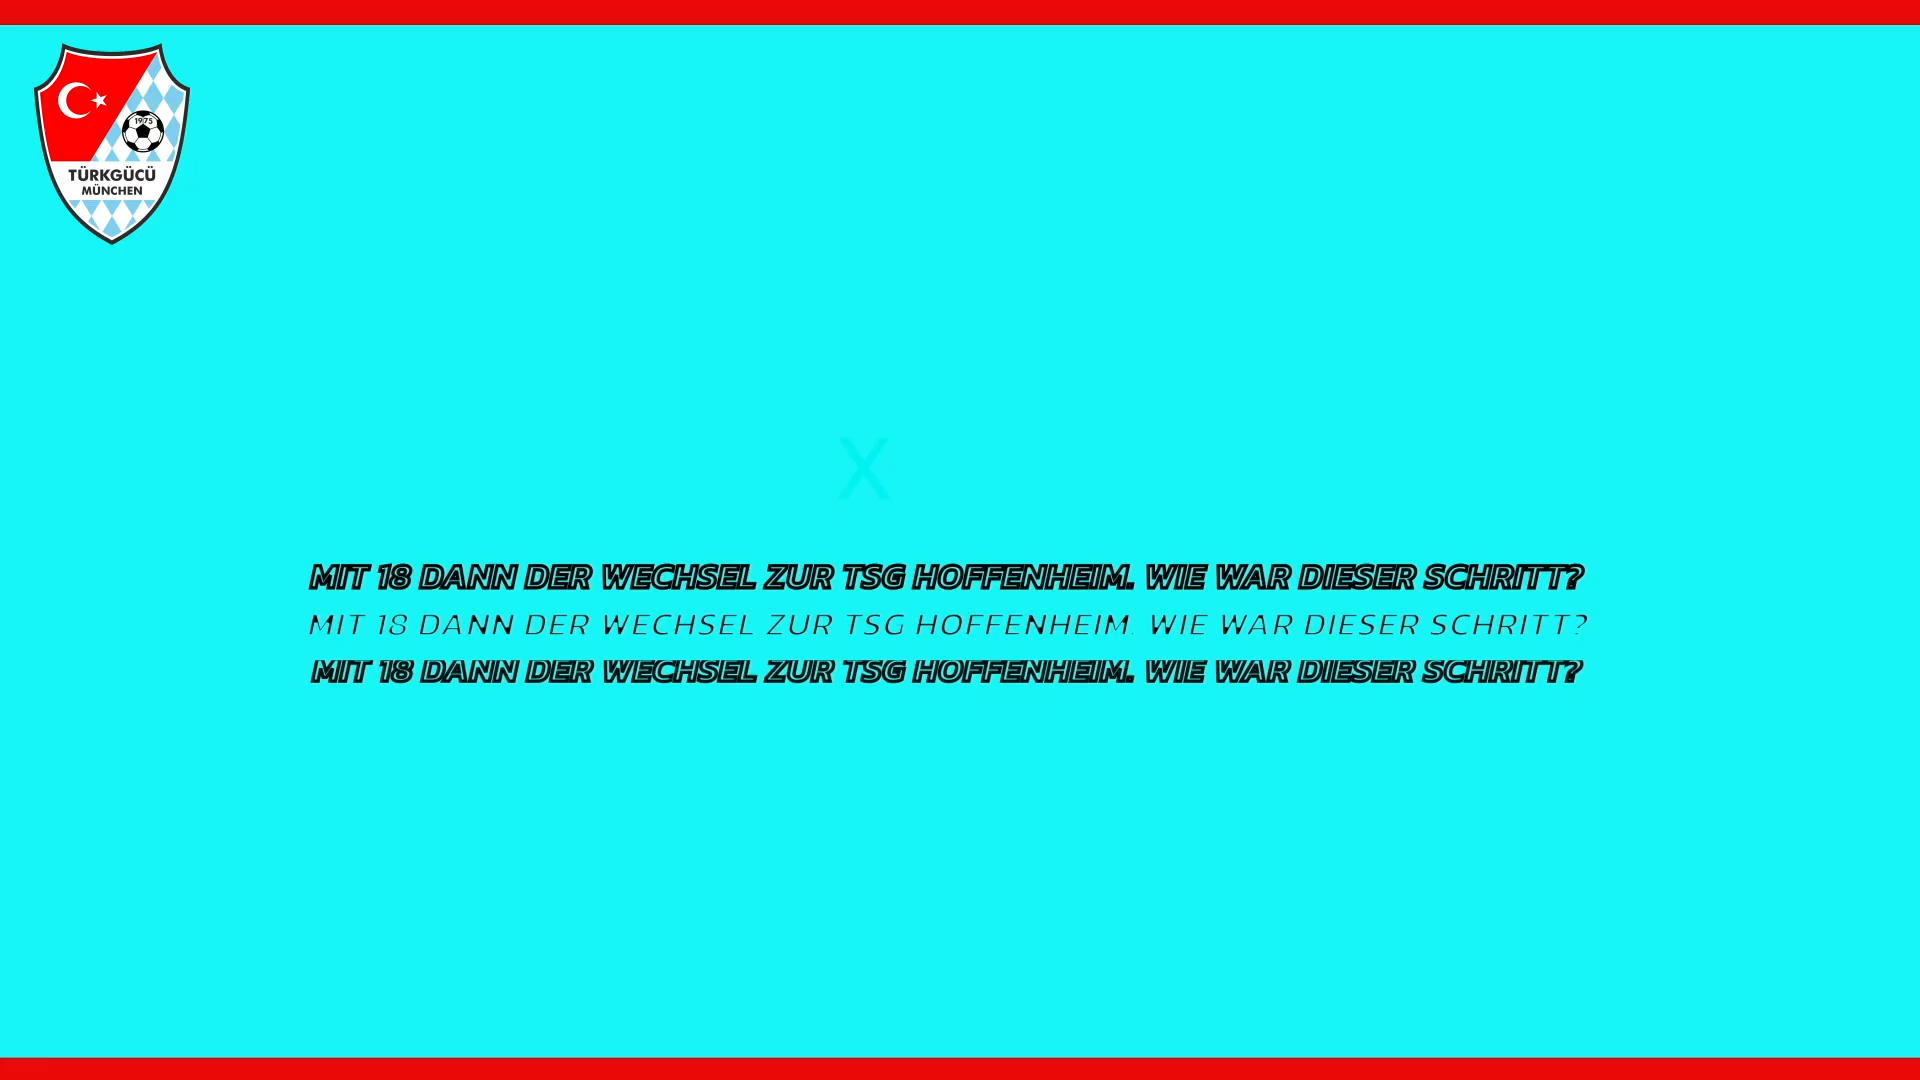 1975
TÜRKGÜCÜ
MÜNCHEN
X
MIT 18 DANN DER WECHSEL ZUR TSG HOFFENHEIM. WIE WAR DIESER SCHRITT?
MIT 18 DANN DER WECHSEL ZUR TSG HOFFENHEIM. WIE WAR DIESER SCHRITT?
MIT 18 DANN DER WECHSEL ZUR TSG HOFFENHEIM. WIE WAR DIESER SCHRITT?